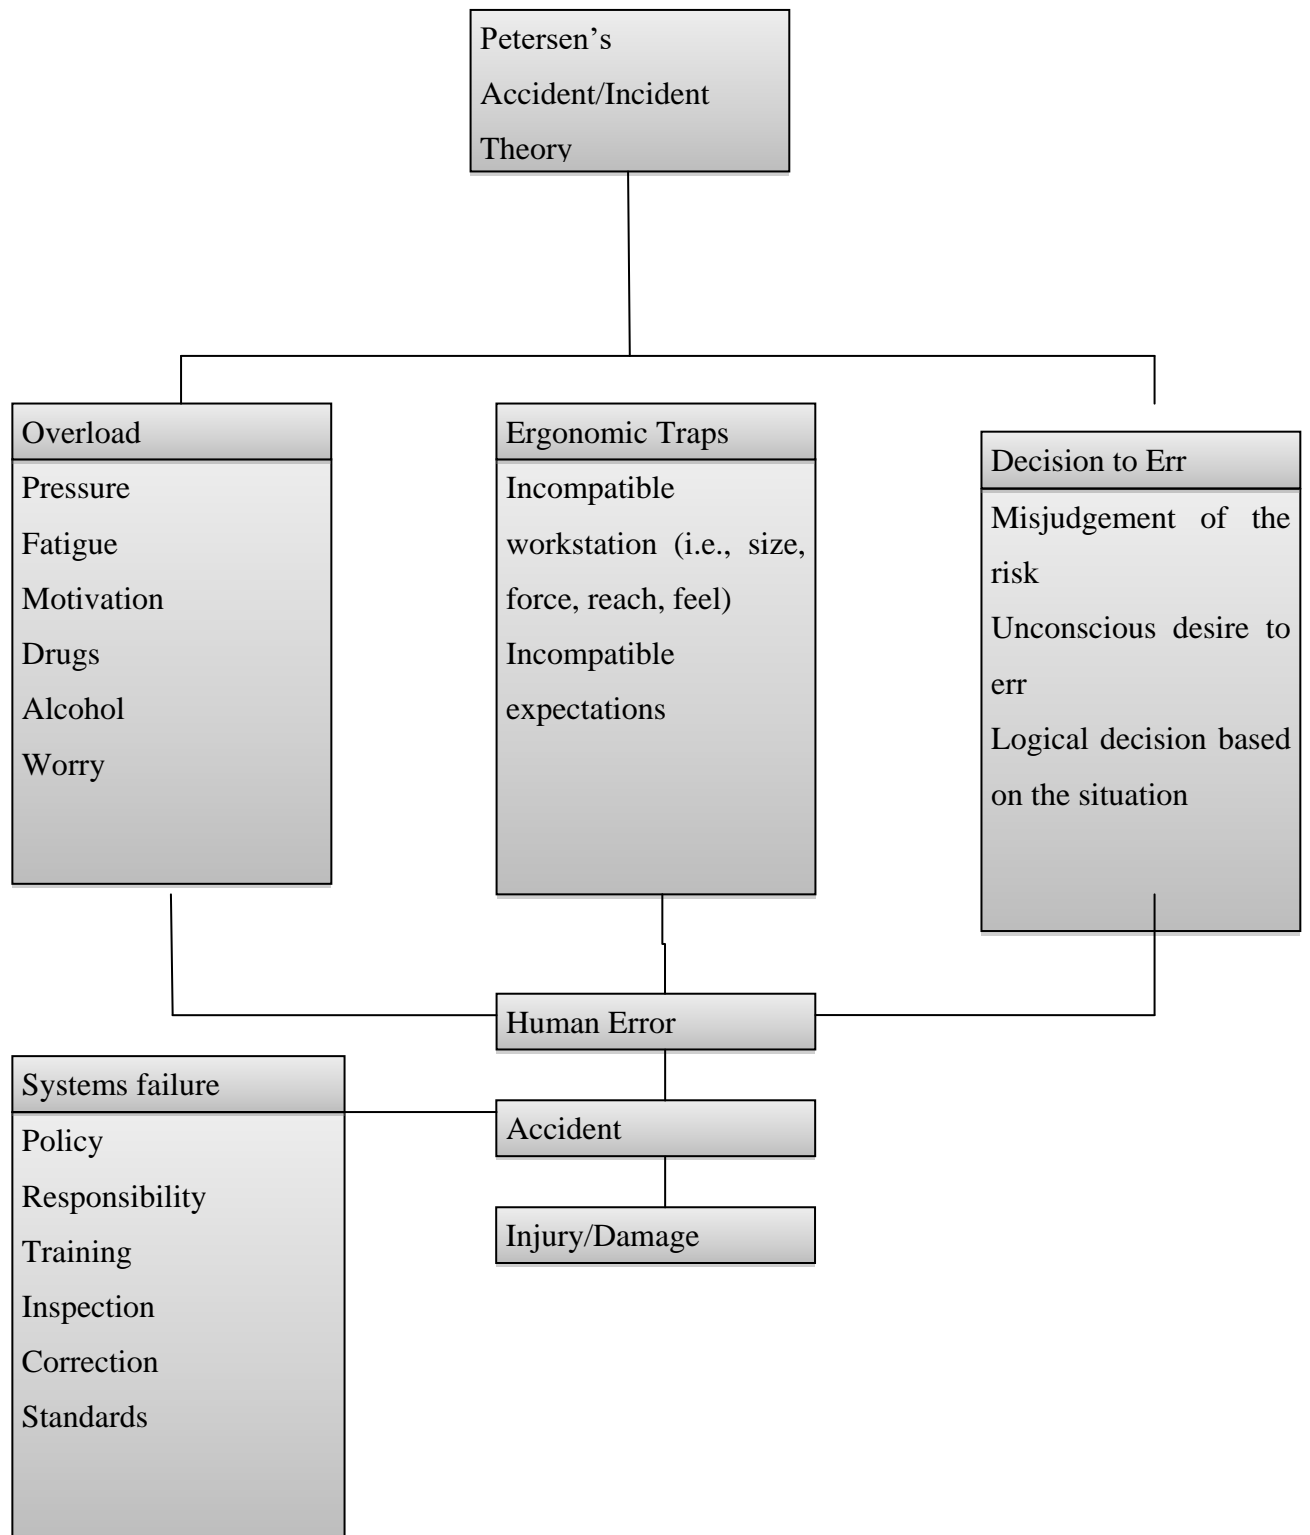 Petersen’s
Accident/Incident
Theory
Overload
Pressure
Fatigue
Motivation
Drugs
Alcohol
Worry
Ergonomic Traps
Incompatible
workstation (i.e., size,
force, reach, feel)
Incompatible
expectations
Decision to Err
Misjudgement of the
risk
Unconscious desire to
err
Logical decision based
on the situation
Human Error
Systems failure
Policy
Responsibility
Training
Inspection
Correction
Standards
Accident
Injury/Damage